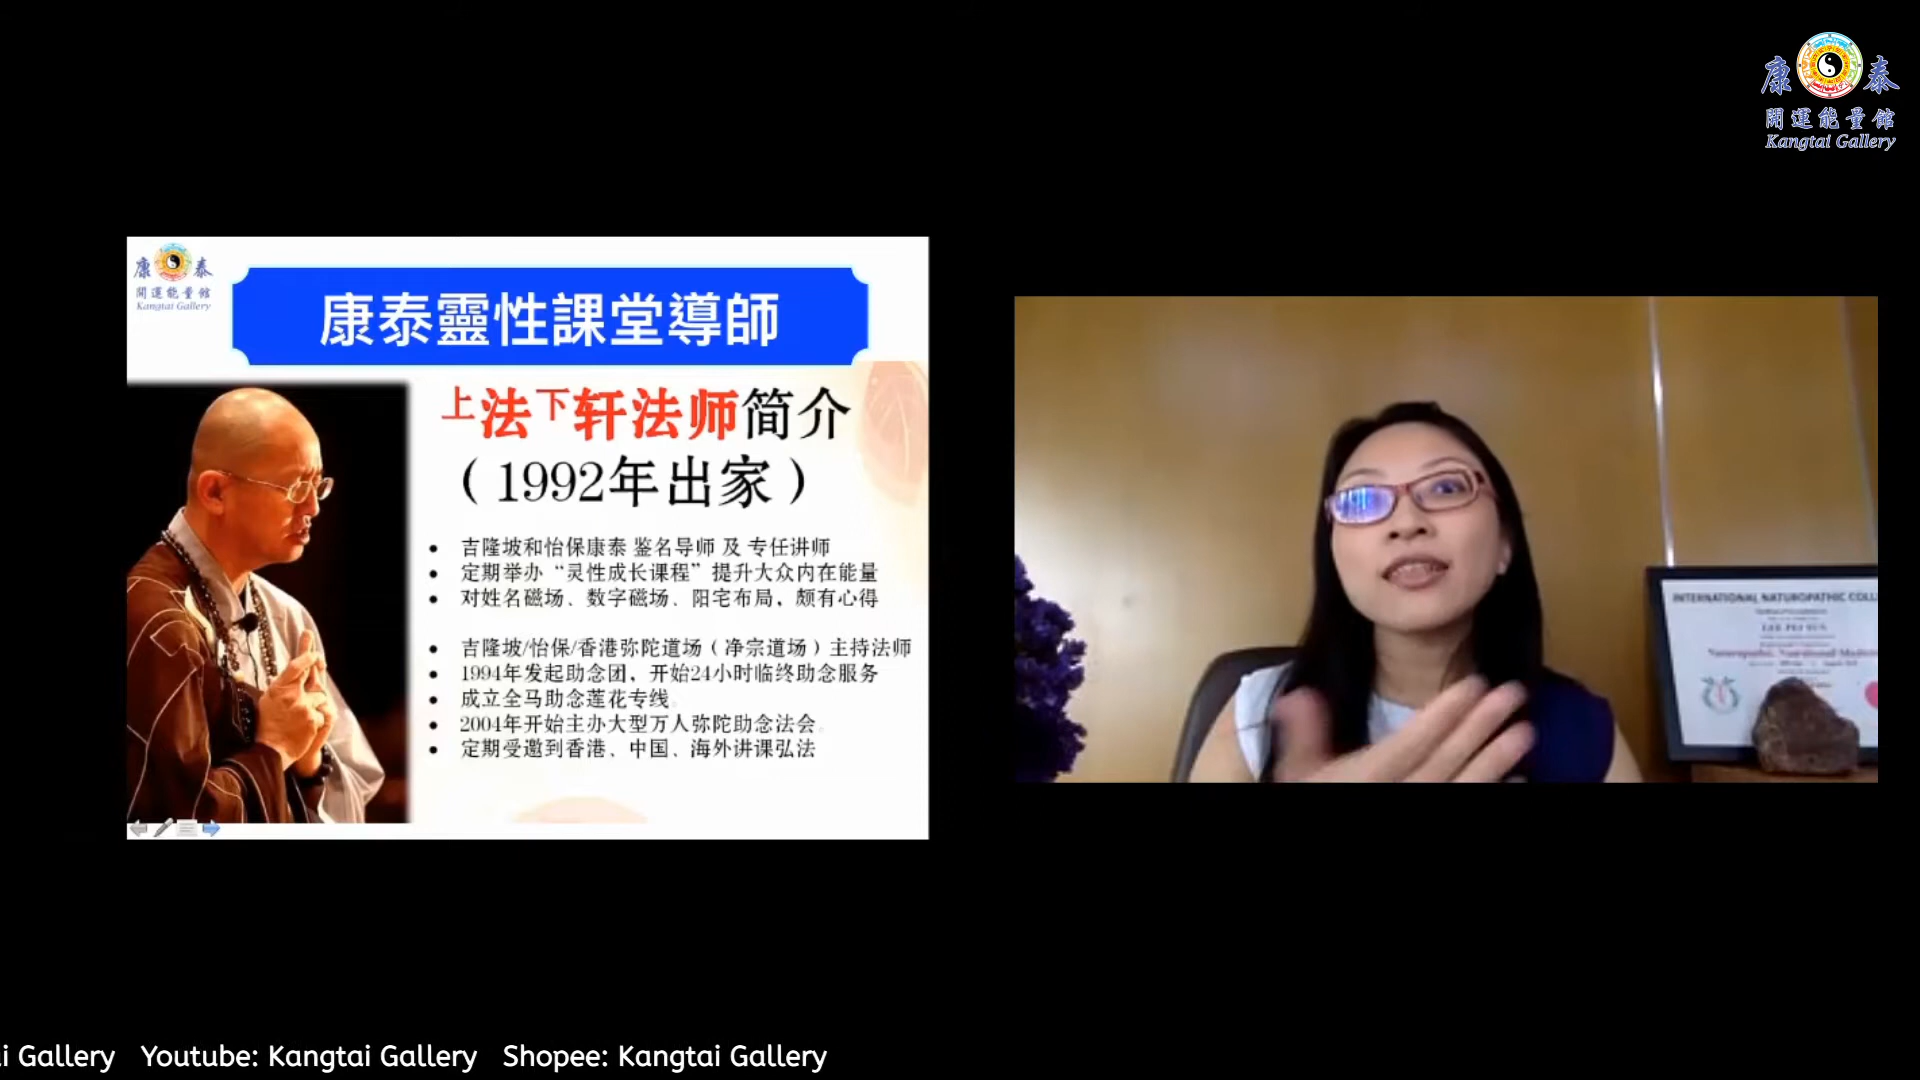 康 泰
開運能量館
Kangtai Gallery
康 泰
開運能量館
Kangtai Gallery
康泰靈性課堂導師
上法下轩法师简介
（1992年出家）
• 吉隆坡和怡保康泰 鉴名导师 及 专任讲师
• 定期举办“灵性成长课程”提升大众内在能量
• 对姓名磁场、数字磁场、阳宅布局，颇有心得
• 吉隆坡/怡保/香港弥陀道场（净宗道场）主持法师
• 1994年发起助念团，开始24小时临终助念服务
• 成立全马助念莲花专线。
• 2004年开始主办大型万人弥陀助念法会。
• 定期受邀到香港、中国、海外讲课弘法
INTERNATIONAL NATUROPATHIC COLL
LEE PEI SUN
i Gallery Youtube: Kangtai Gallery Shopee: Kangtai Gallery